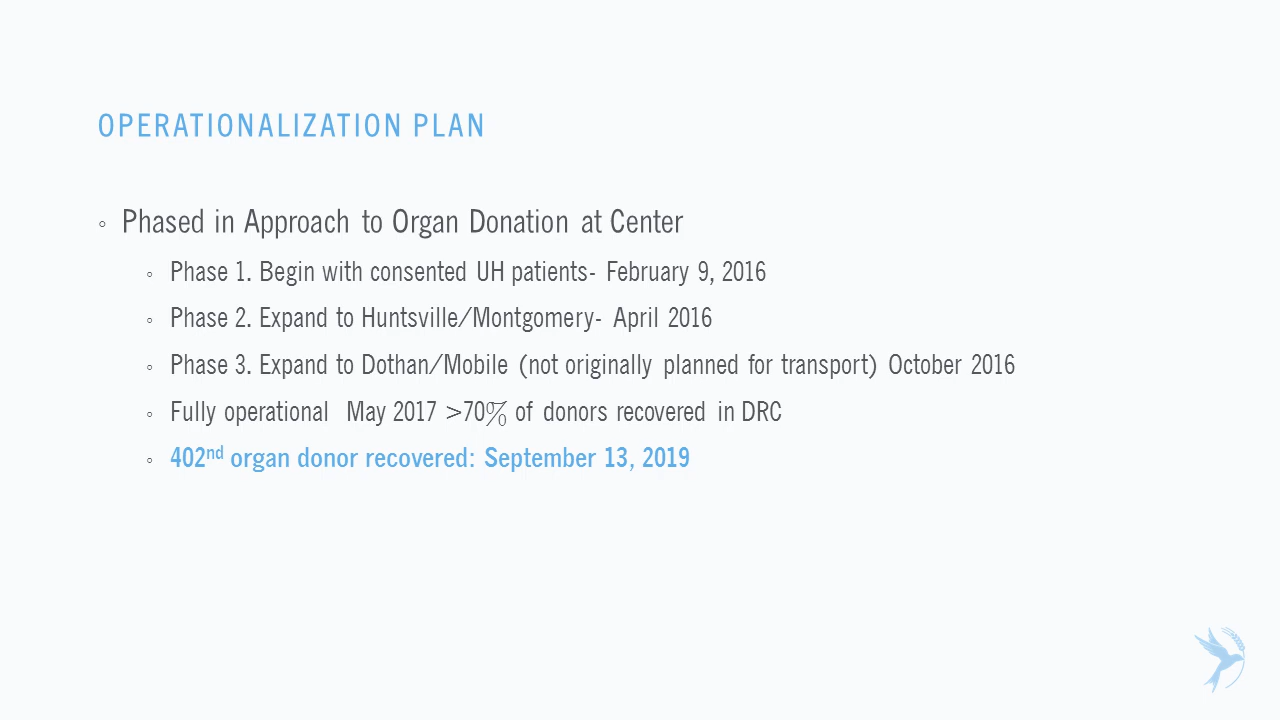 OPERATIONALIZATION PLAN
◦ Phased in Approach to Organ Donation at Center
◦ Phase 1. Begin with consented UH patients- February 9, 2016
◦ Phase 2. Expand to Huntsville/Montgomery- April 2016
◦ Phase 3. Expand to Dothan/Mobile (not originally planned for transport) October 2016
◦ Fully operational May 2017 >70% of donors recovered in DRC
◦ 402nd organ donor recovered: September 13, 2019